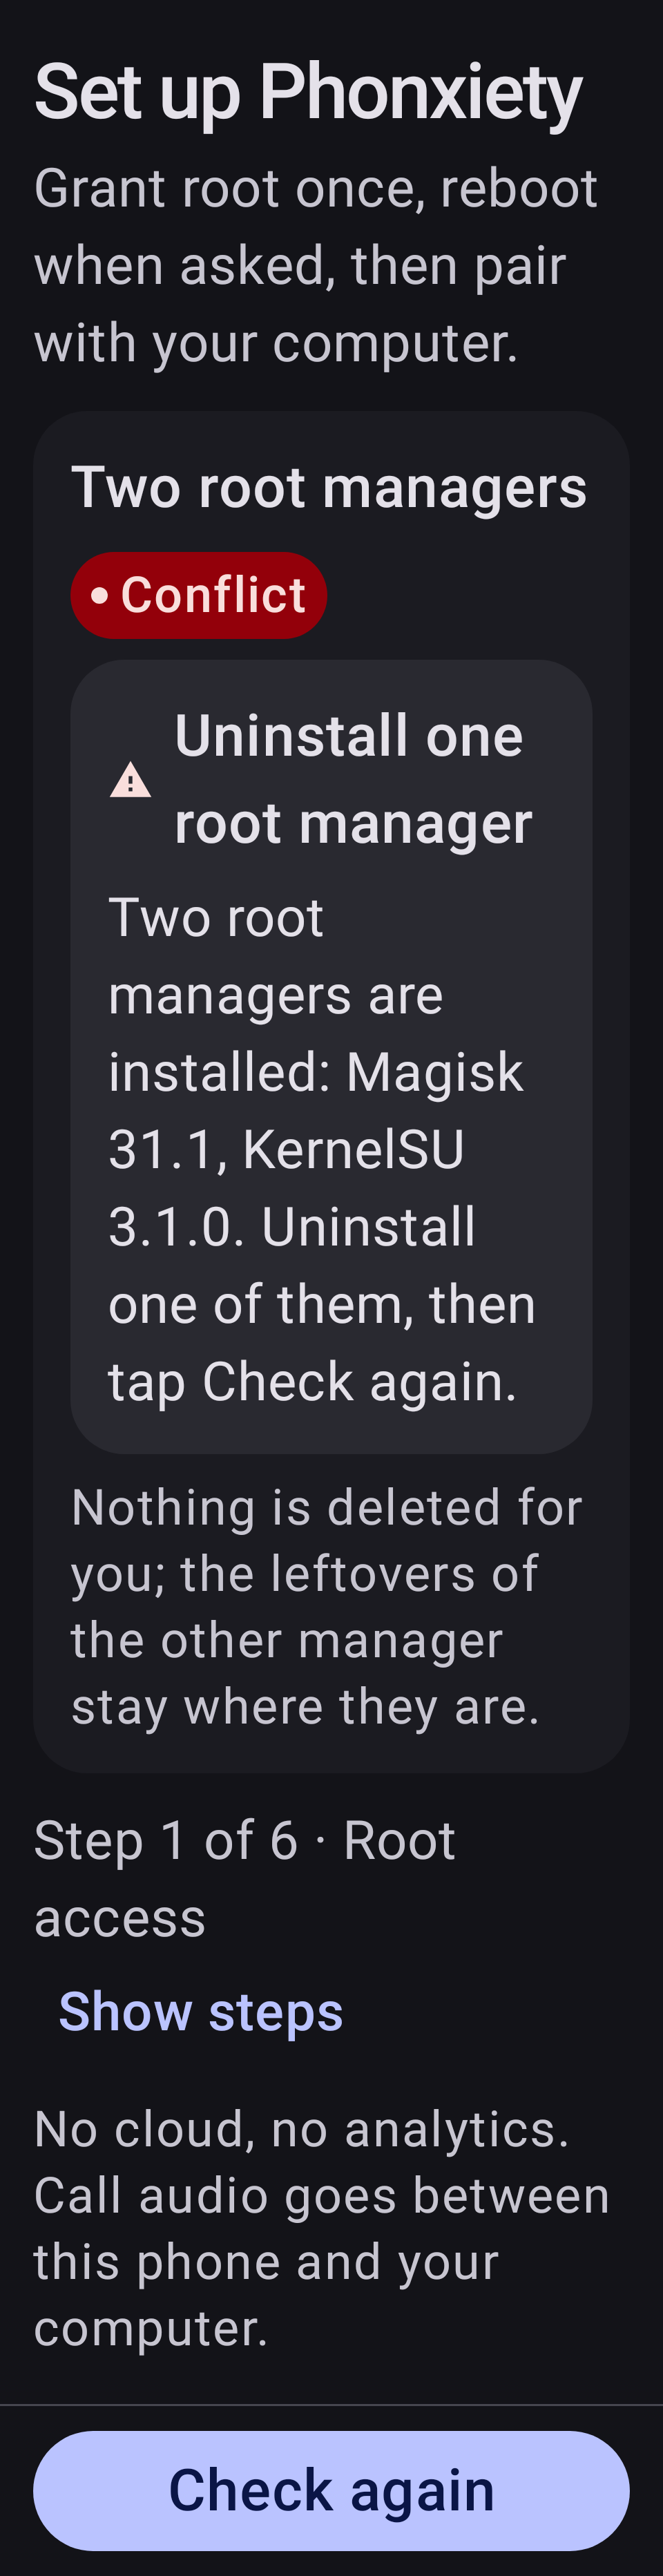 Set up Phonxiety
Grant root once, reboot
when asked, then pair
with your computer.
Two root managers
Conflict
Uninstall one
root manager
Two root
managers are
installed: Magisk
31.1, KernelSU
3.1.0. Uninstall
one of them, then
tap Check again.
Nothing is deleted for
you; the leftovers of
the other manager
stay where they are.
Step 1 of 6 · Root
access
Show steps
No cloud, no analytics.
Call audio goes between
this phone and your
computer.
Check again